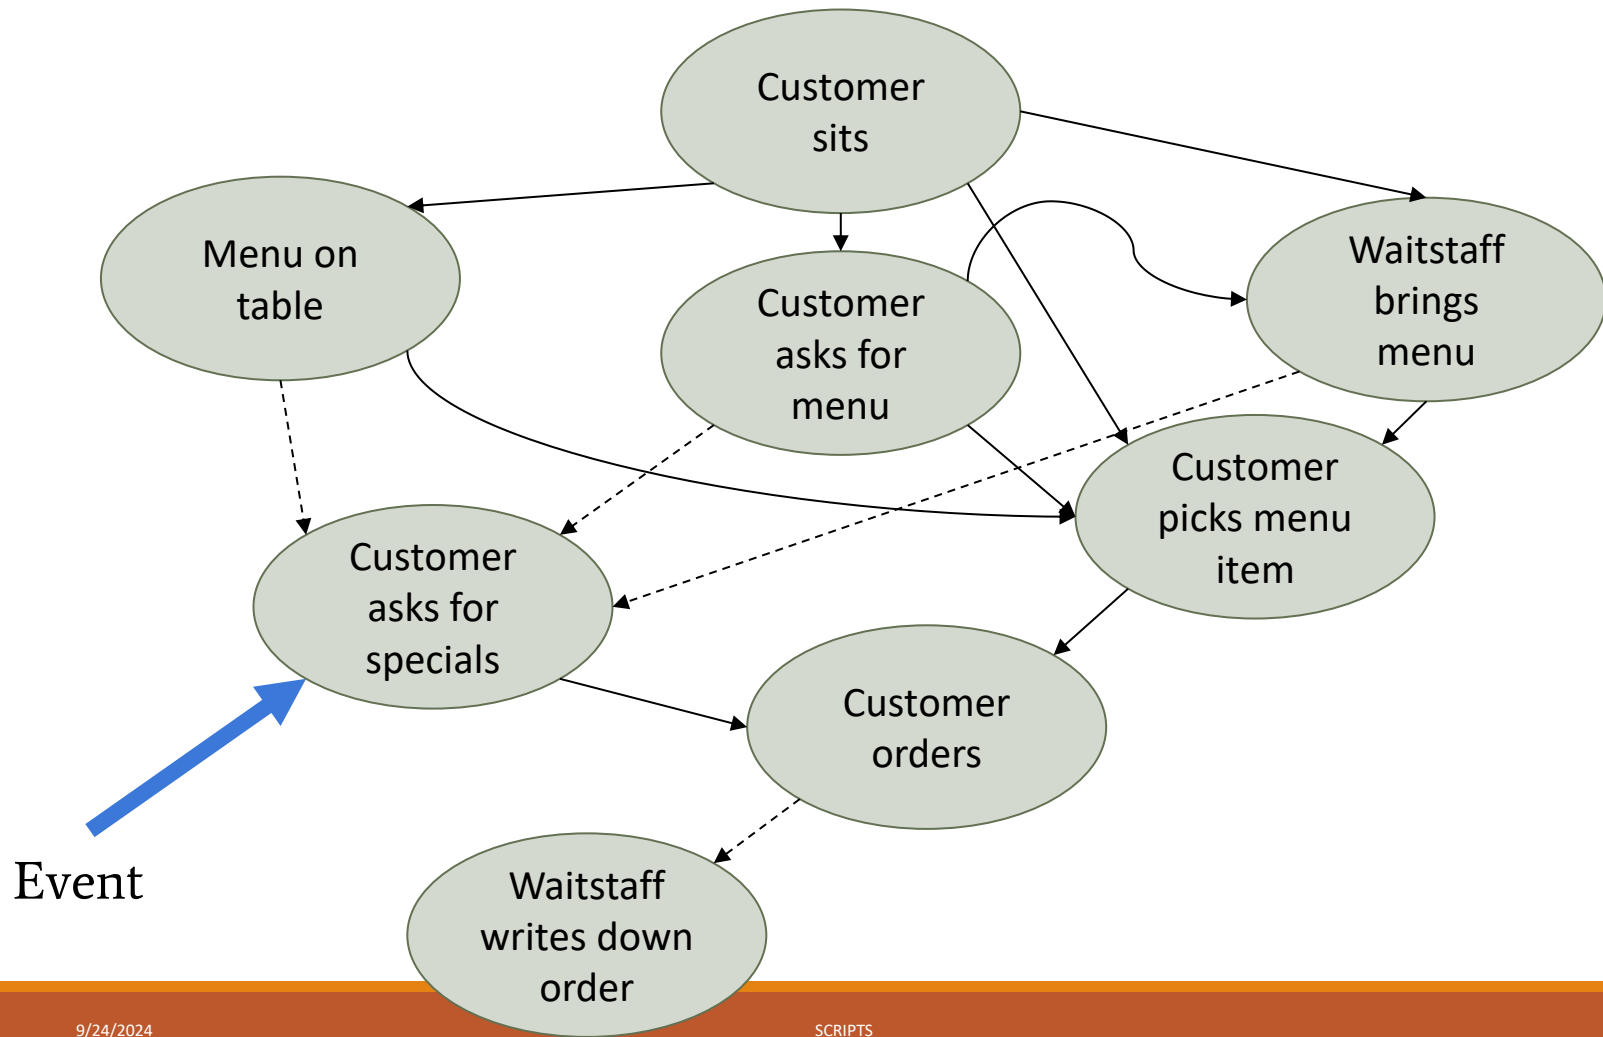 Customer
sits
Menu on
table
Customer
asks for
menu
Waitstaff
brings
menu
Customer
picks menu
item
Customer
asks for
specials
Customer
orders
Event
Waitstaff
writes down
order
9/24/2024
SCRIPTS